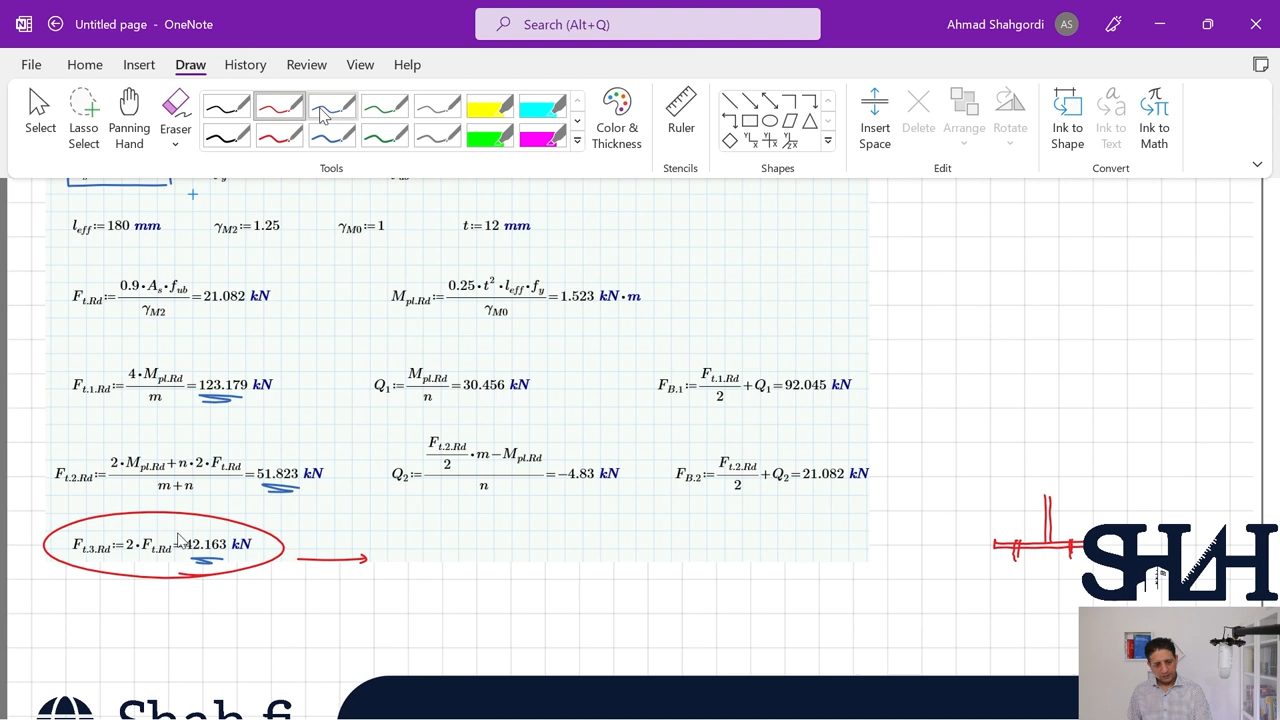 Untitled page - OneNote
Search (Alt+Q)
Ahmad Shahgordi AS
File Home Insert Draw History Review View Help
Select
Lasso Select
Panning Hand
Eraser
Color & Thickness
Ruler
Insert Space
Delete
Arrange
Rotate
Ink to Shape
Ink to Text
Ink to Math
Tools
Stencils
Shapes
Edit
Convert
l_eff:=180 mm γ_M2:=1.25 γ_M0:=1 t:=12 mm
F_t.Rd:=(0.9•A_s•f_ub)/γ_M2=21.082 kN M_pl.Rd:=(0.25•t²•l_eff•f_y)/γ_M0=1.523 kN•m
F_t.1.Rd:=(4•M_pl.Rd)/m=123.179 kN Q_1:=M_pl.Rd/n=30.456 kN F_B.1:=F_t.1.Rd/2+Q_1=92.045 kN
F_t.2.Rd:=(2•M_pl.Rd+n•2•F_t.Rd)/(m+n)=51.823 kN Q_2:=(F_t.2.Rd/2•m−M_pl.Rd)/n=−4.83 kN F_B.2:=F_t.2.Rd/2+Q_2=21.082 kN
F_t.3.Rd:=2•F_t.Rd=42.163 kN
SHAH
Shah.fi